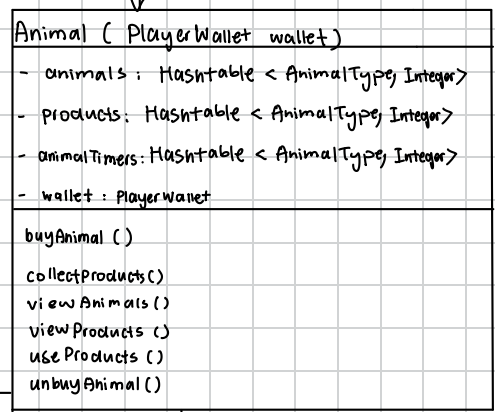 Animal ( PlayerWallet wallet)
- animals : Hashtable < AnimalType, Integer>
- products: Hashtable < AnimalType, Integer>
- animalTimers: Hashtable < AnimalType, Integer>
- wallet : PlayerWallet
buyAnimal ()
collectProducts()
viewAnimals ()
viewProducts ()
useProducts ()
unbuyAnimal()